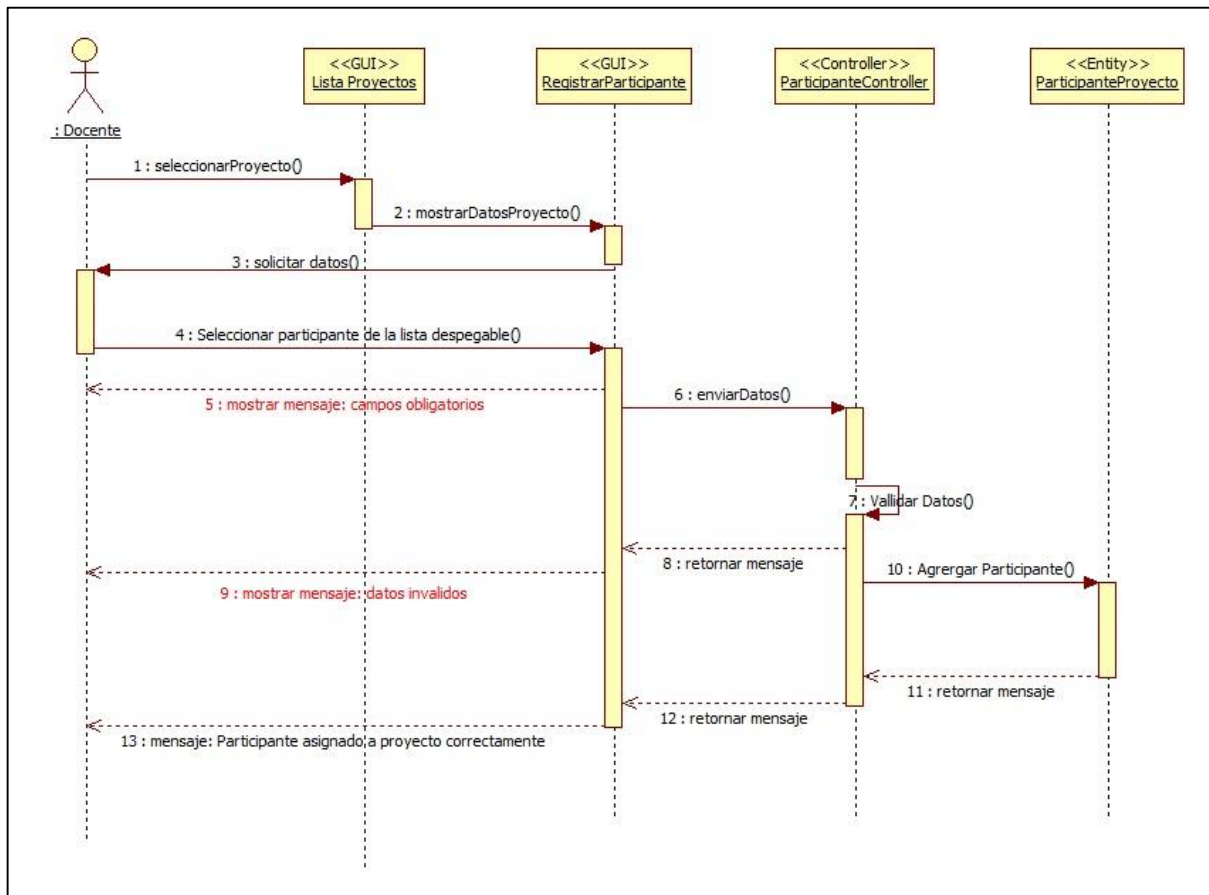 <<GUI>>
Lista Proyectos
<<GUI>>
RegistrarParticipante
<<Controller>>
ParticipanteController
<<Entity>>
ParticipanteProyecto
: Docente
1 : seleccionarProyecto()
2 : mostrarDatosProyecto()
3 : solicitar datos()
4 : Seleccionar participante de la lista despegable()
5 : mostrar mensaje: campos obligatorios
6 : enviarDatos()
7 : Vallidar Datos()
8 : retornar mensaje
9 : mostrar mensaje: datos invalidos
10 : Agrergar Participante()
11 : retornar mensaje
12 : retornar mensaje
13 : mensaje: Participante asignado a proyecto correctamente